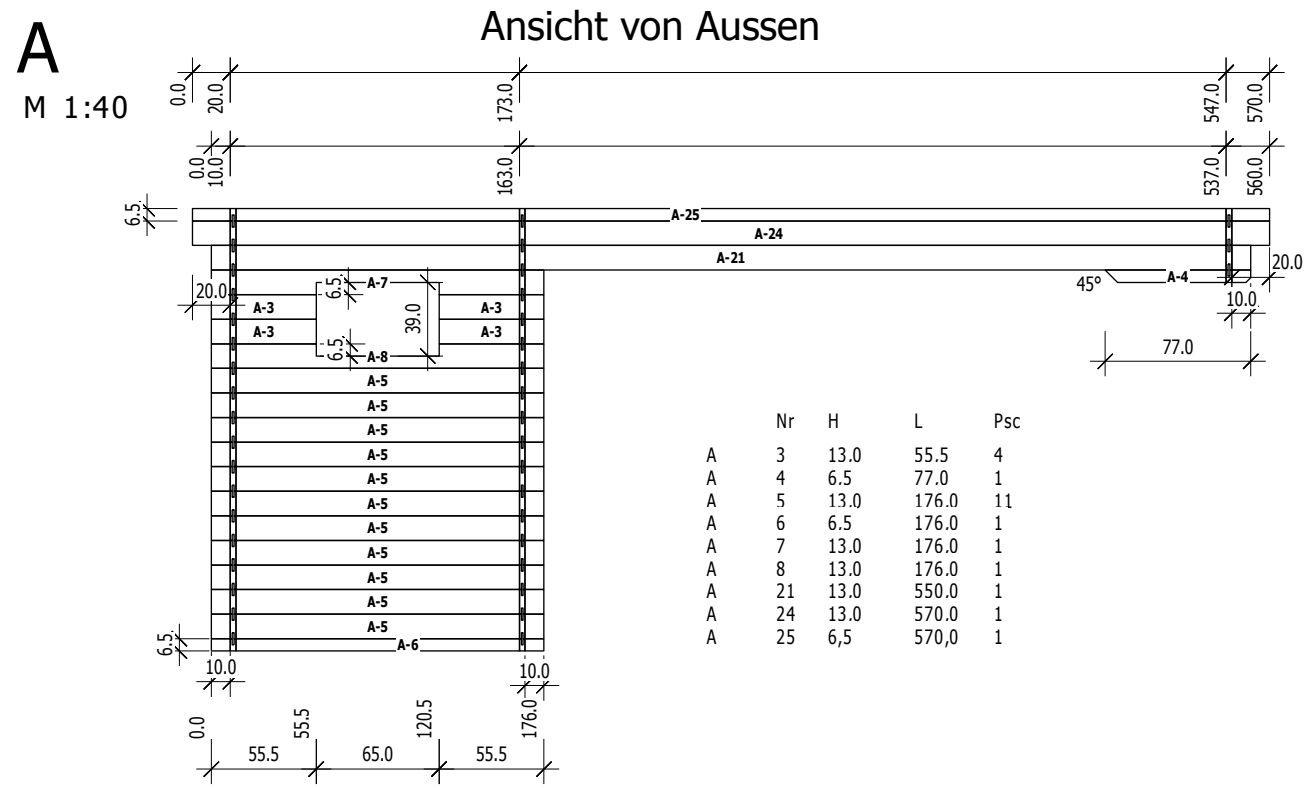 Ansicht von Aussen
A
M 1:40
0.0
20.0
173.0
547.0
570.0
0.0
10.0
163.0
537.0
560.0
6.5
A-25
A-24
A-21
20.0
A-7
6.5
39.0
45°
A-4
20.0
10.0
77.0
A-3
A-3
A-3
A-3
6.5
A-8
A-5
A-5
A-5
A-5
A-5
A-5
A-5
A-5
A-5
A-5
A-5
A-6
6.5
10.0
10.0
0.0
55.5
120.5
176.0
55.5
65.0
55.5
Nr H L Psc
A 3 13.0 55.5 4
A 4 6.5 77.0 1
A 5 13.0 176.0 11
A 6 6.5 176.0 1
A 7 13.0 176.0 1
A 8 13.0 176.0 1
A 21 13.0 550.0 1
A 24 13.0 570.0 1
A 25 6,5 570,0 1